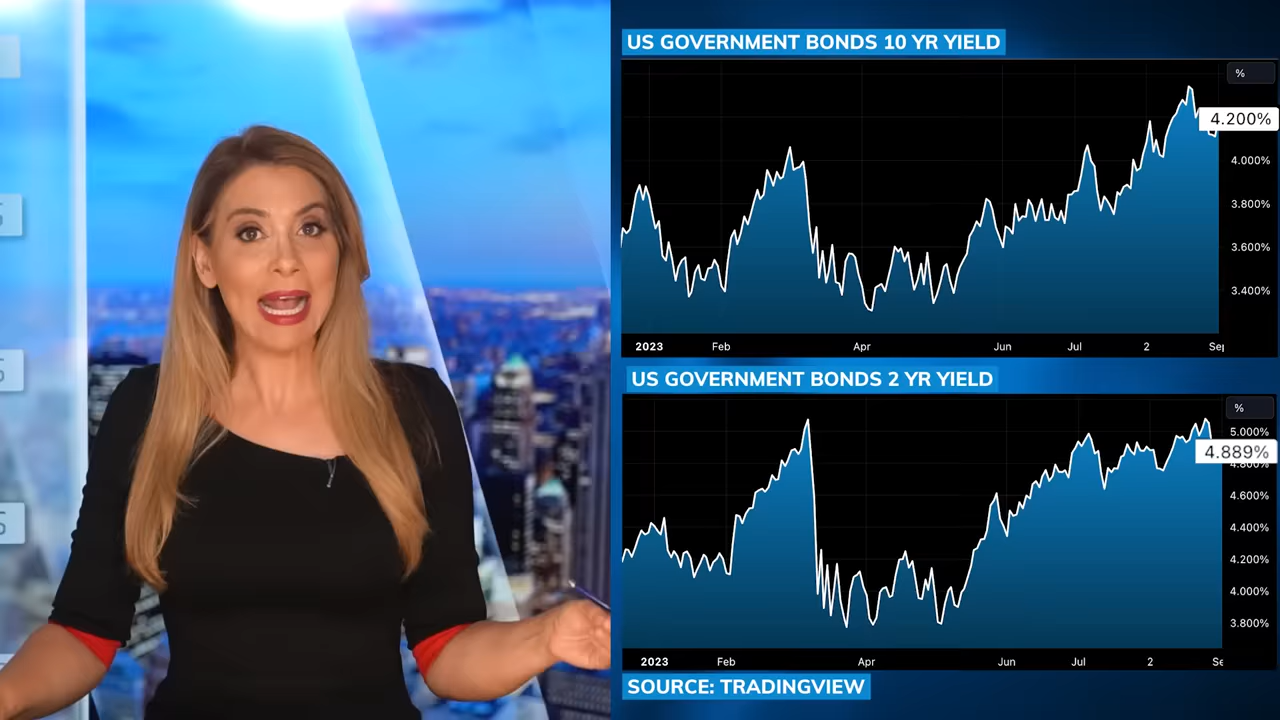 US GOVERNMENT BONDS 10 YR YIELD
%
4.200%
4.000%
3.800%
3.600%
3.400%
2023 Feb Apr Jun Jul 2
US GOVERNMENT BONDS 2 YR YIELD
%
5.000%
4.889%
4.600%
4.400%
4.200%
4.000%
3.800%
2023 Feb Apr Jun Jul 2
SOURCE: TRADINGVIEW